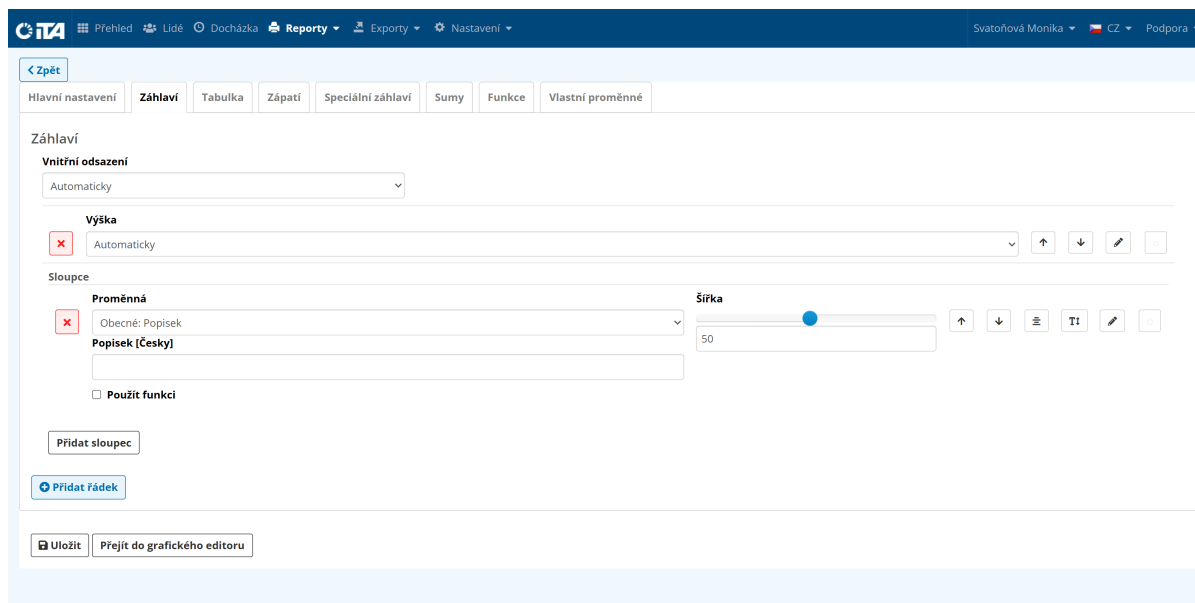 iTA Přehled Lidé Docházka Reporty Exporty Nastavení Svatoňová Monika CZ Podpora
Zpět
Hlavní nastavení Záhlaví Tabulka Zápatí Speciální záhlaví Sumy Funkce Vlastní proměnné
Záhlaví
Vnitřní odsazení
Automaticky
Výška
Automaticky
Sloupce
Proměnná Šířka
Obecné: Popisek
50
Popisek [Česky]
Použít funkci
Přidat sloupec
Přidat řádek
Uložit Přejít do grafického editoru